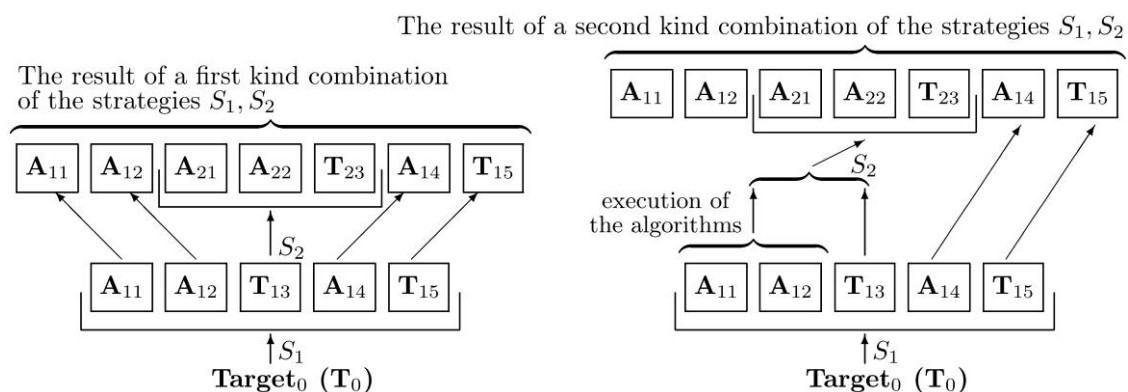 The result of a second kind combination of the strategies S₁, S₂
The result of a first kind combination
of the strategies S₁, S₂
A₁₁ A₁₂ A₂₁ A₂₂ T₂₃ A₁₄ T₁₅
S₂
A₁₁ A₁₂ T₁₃ A₁₄ T₁₅
S₁
Target₀ (T₀)
A₁₁ A₁₂ A₂₁ A₂₂ T₂₃ A₁₄ T₁₅
S₂
execution of
the algorithms
A₁₁ A₁₂ T₁₃ A₁₄ T₁₅
S₁
Target₀ (T₀)